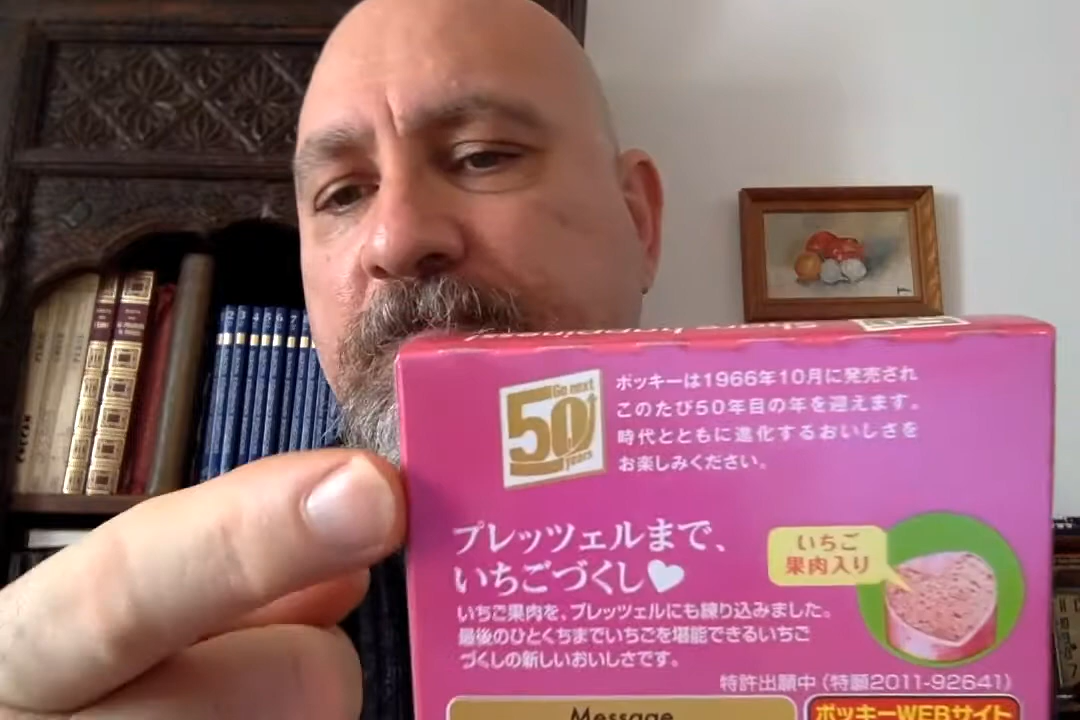 Share happiness!
Go next
50
years
ポッキーは1966年10月に発売され
このたび50年目の年を迎えます。
時代とともに進化するおいしさを
お楽しみください。
プレッツェルまで、
いちごづくし♥
いちご果肉を、プレッツェルにも練り込みました。
最後のひとくちまでいちごを堪能できるいちご
づくしの新しいおいしさです。
いちご
果肉入り
特許出願中(特願2011-92641)
Message
ポッキーWEBサイト
2 3 4 5 6 7